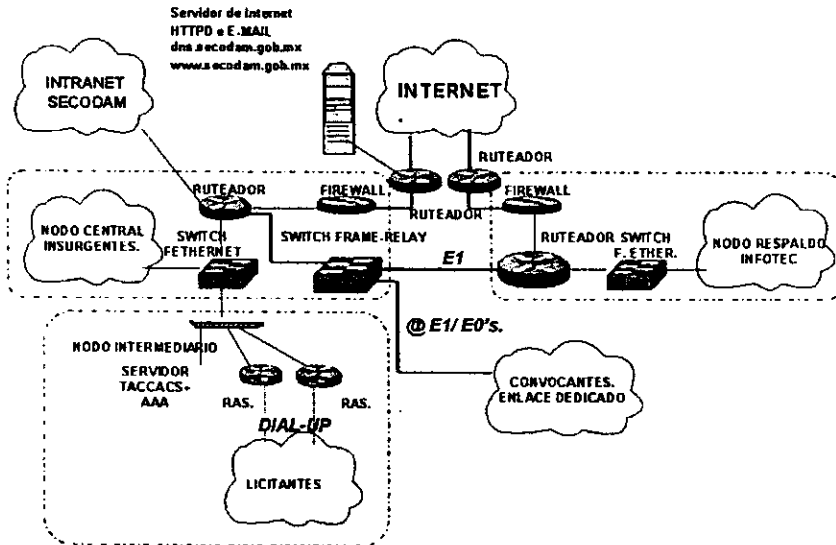 Servidor de Internet
HTTPD e E-MAIL
dns.secodam.gob.mx
www.secodam.gob.mx
INTRANET
SECODAM
INTERNET
RUTEADOR
RUTEADOR
FIREWALL
FIREWALL
RUTEADOR
NODO CENTRAL
INSURGENTES.
SWITCH
FETHERNET
SWITCH FRAME-RELAY
E1
RUTEADOR
SWITCH
F. ETHER.
NODO RESPALDO
INFOTEC
@ E1/ E0's.
NODO INTERMEDIARIO
SERVIDOR
TACCACS+
AAA
RAS.
RAS.
DIAL-UP
LICITANTES
CONVOCANTES.
ENLACE DEDICADO